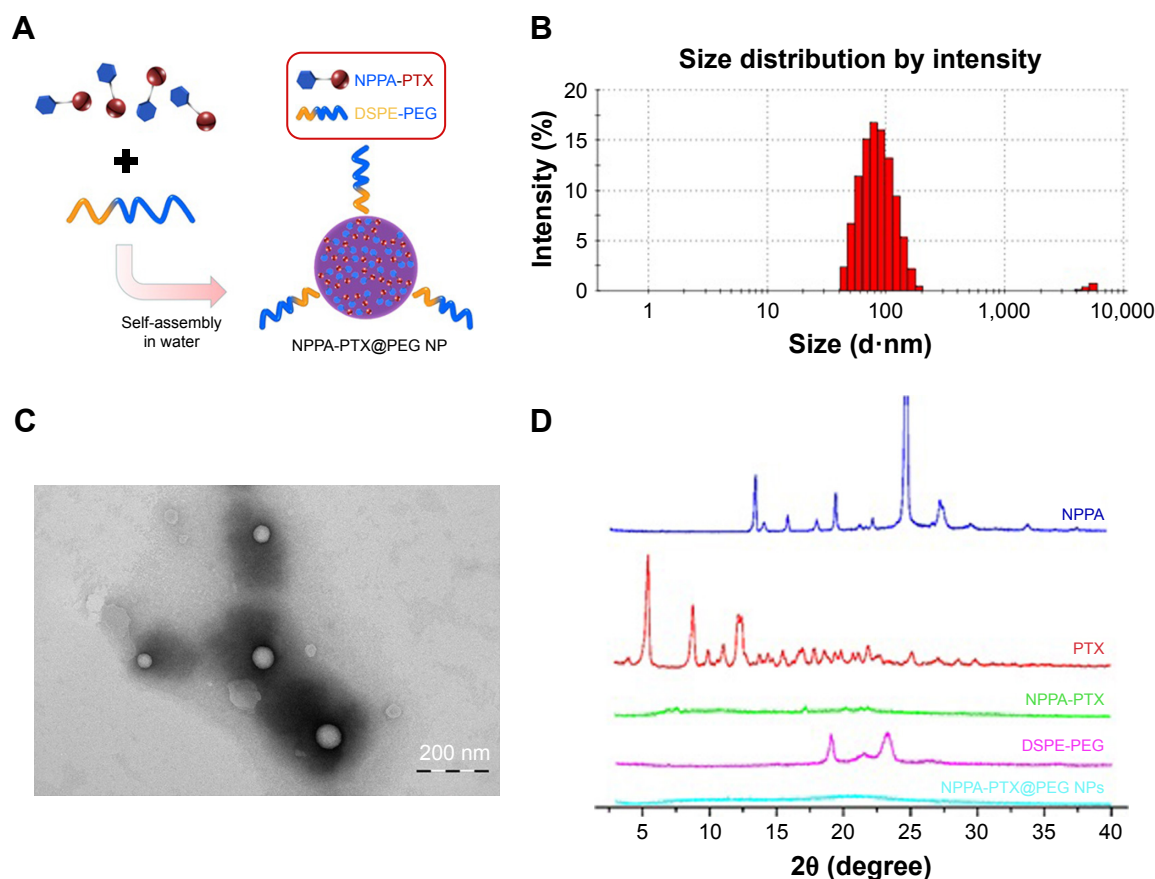 A
NPPA-PTX
DSPE-PEG
Self-assembly
in water
NPPA-PTX@PEG NP
B
Size distribution by intensity
Intensity (%)
20
15
10
5
0
1
10
100
1,000
10,000
Size (d·nm)
C
200 nm
D
NPPA
PTX
NPPA-PTX
DSPE-PEG
NPPA-PTX@PEG NPs
5
10
15
20
25
30
35
40
2θ (degree)